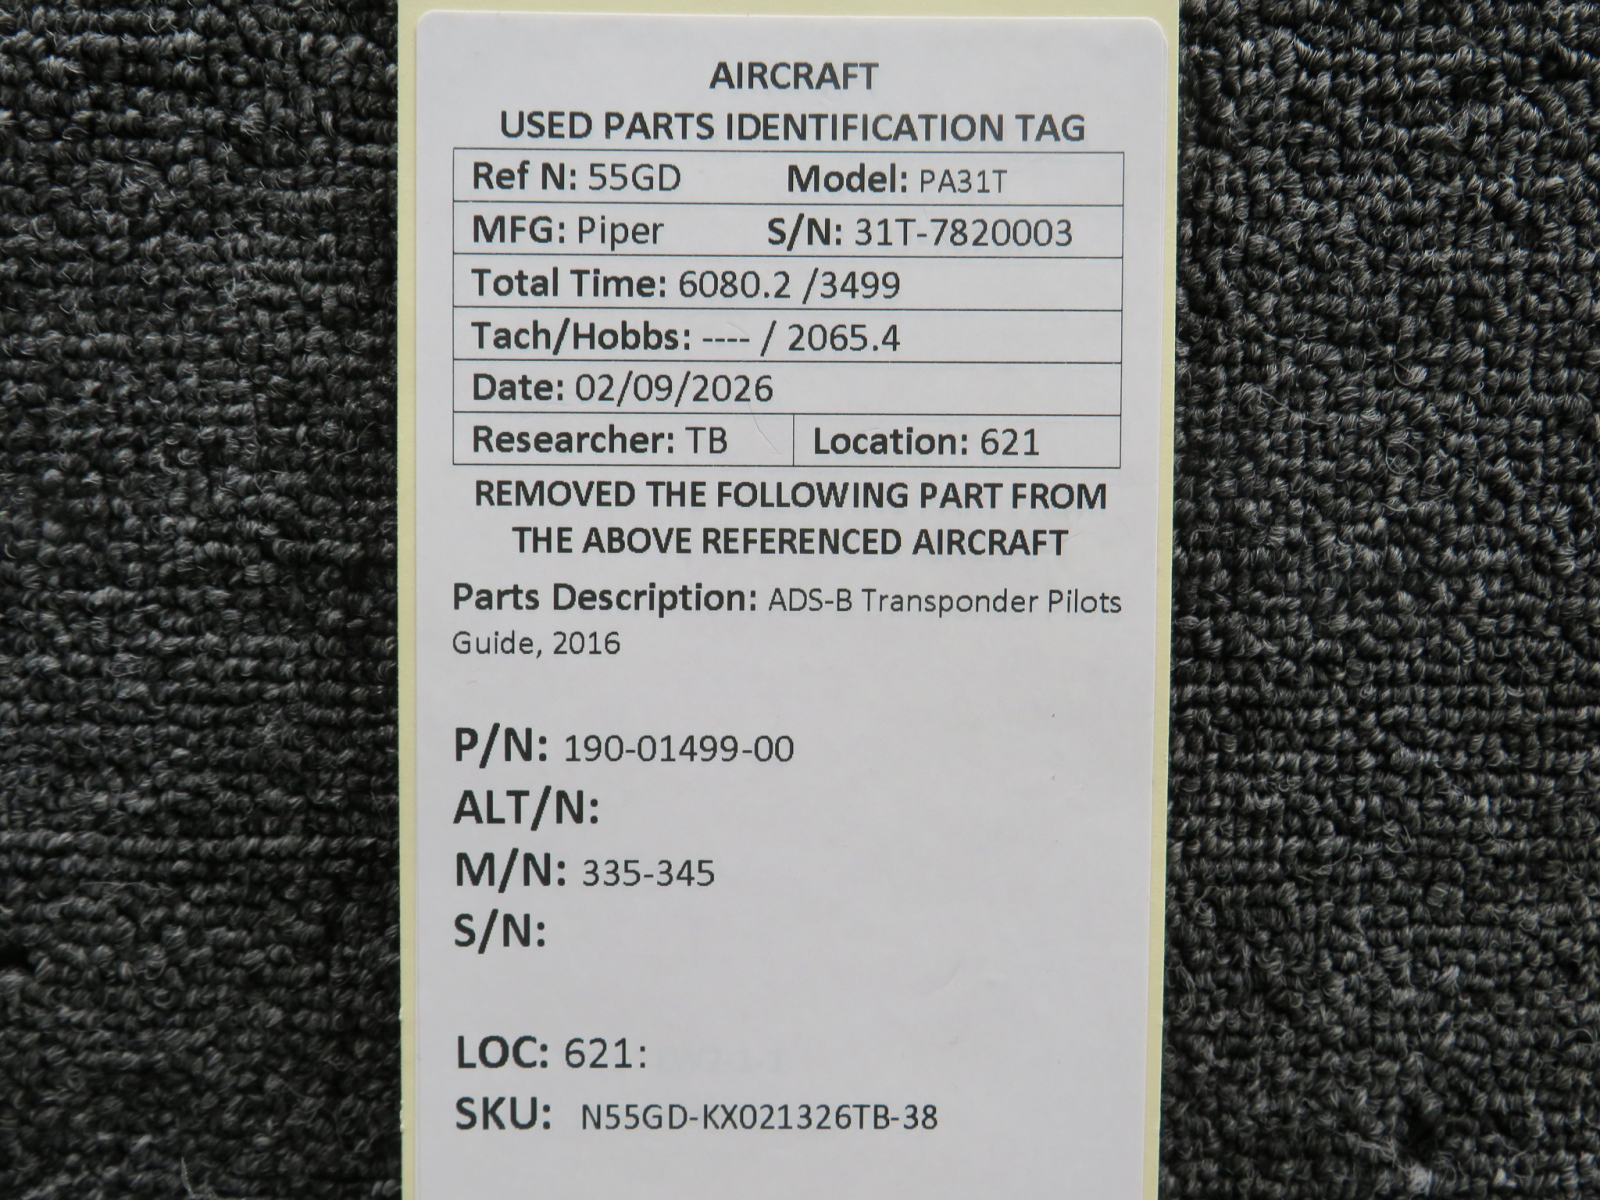 AIRCRAFT
USED PARTS IDENTIFICATION TAG
Ref N: 55GD Model: PA31T
MFG: Piper S/N: 31T-7820003
Total Time: 6080.2 /3499
Tach/Hobbs: ---- / 2065.4
Date: 02/09/2026
Researcher: TB Location: 621
REMOVED THE FOLLOWING PART FROM
THE ABOVE REFERENCED AIRCRAFT
Parts Description: ADS-B Transponder Pilots
Guide, 2016
P/N: 190-01499-00
ALT/N:
M/N: 335-345
S/N:
LOC: 621:
SKU: N55GD-KX021326TB-38